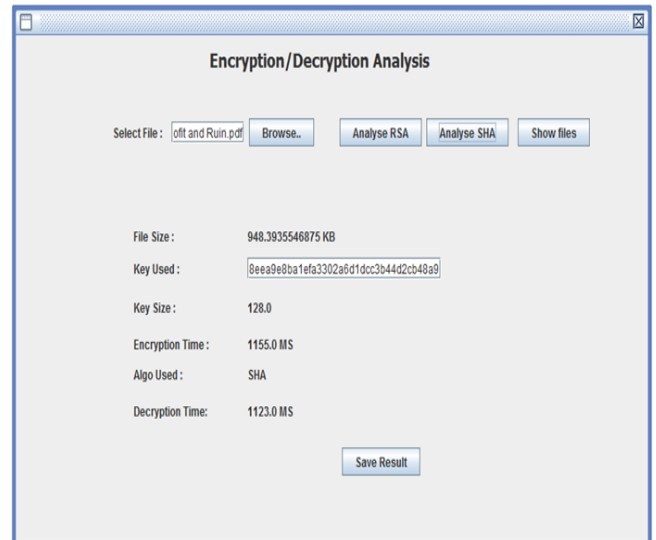 Encryption/Decryption Analysis
Select File : ofit and Ruin.pdf Browse.. Analyse RSA Analyse SHA Show files
File Size : 948.3935546875 KB
Key Used : 8eea9e8ba1efa3302a6d1dcc3b44d2cb48a9
Key Size : 128.0
Encryption Time : 1155.0 MS
Algo Used : SHA
Decryption Time: 1123.0 MS
Save Result